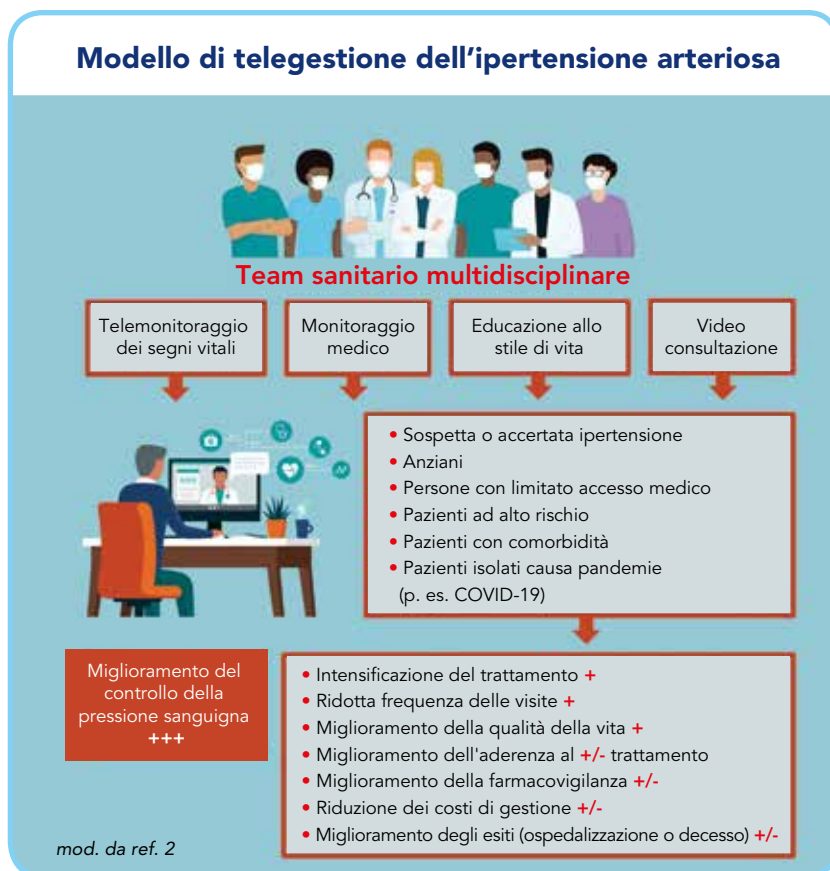 Modello di telegestione dell’ipertensione arteriosa
Team sanitario multidisciplinare
Telemonitoraggio
dei segni vitali
Monitoraggio
medico
Educazione allo
stile di vita
Video
consultazione
• Sospetta o accertata ipertensione
• Anziani
• Persone con limitato accesso medico
• Pazienti ad alto rischio
• Pazienti con comorbidità
• Pazienti isolati causa pandemie
(p. es. COVID-19)
Miglioramento del
controllo della
pressione sanguigna
+++
• Intensificazione del trattamento +
• Ridotta frequenza delle visite +
• Miglioramento della qualità della vita +
• Miglioramento dell'aderenza al +/- trattamento
• Miglioramento della farmacovigilanza +/-
• Riduzione dei costi di gestione +/-
• Miglioramento degli esiti (ospedalizzazione o decesso) +/-
mod. da ref. 2